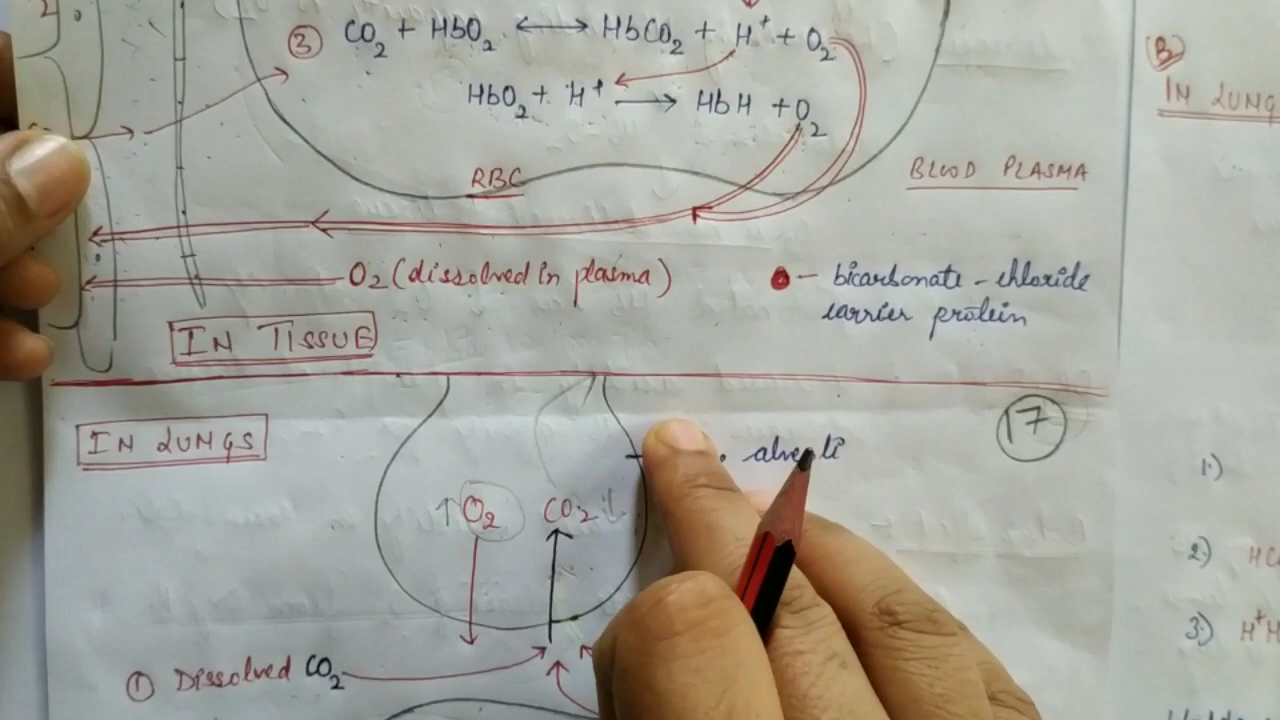 ③ CO₂ + HbO₂ ⟷ HbCO₂ + H⁺ + O₂
HbO₂ + H⁺ ⟶ HbH + O₂
RBC
BLOOD PLASMA
O₂ (dissolved in plasma)
- bicarbonate - chloride
carrier protein
IN TISSUE
IN LUNGS
17
↑O₂ CO₂↓
① Dissolved CO₂
(B)
IN LUNG
1.)
2.)
3.)